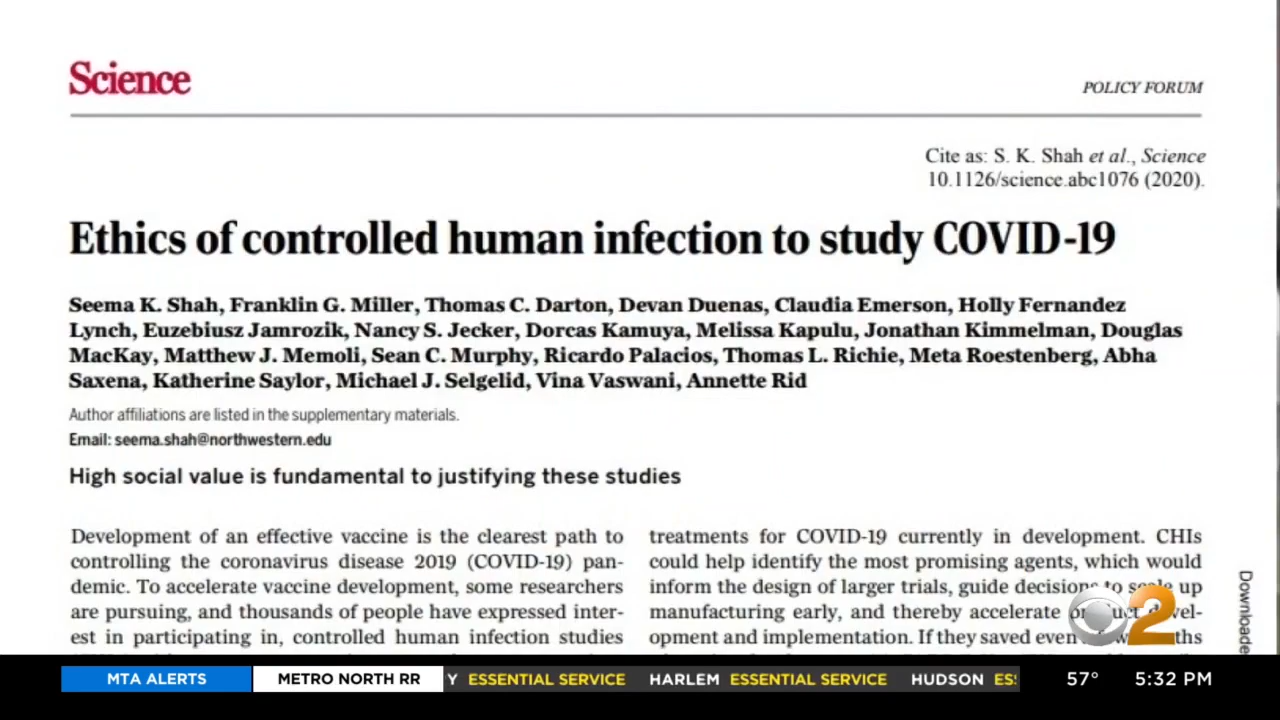 Science
POLICY FORUM
Cite as: S. K. Shah et al., Science
10.1126/science.abc1076 (2020).
Ethics of controlled human infection to study COVID-19
Seema K. Shah, Franklin G. Miller, Thomas C. Darton, Devan Duenas, Claudia Emerson, Holly Fernandez
Lynch, Euzebiusz Jamrozik, Nancy S. Jecker, Dorcas Kamuya, Melissa Kapulu, Jonathan Kimmelman, Douglas
MacKay, Matthew J. Memoli, Sean C. Murphy, Ricardo Palacios, Thomas L. Richie, Meta Roestenberg, Abha
Saxena, Katherine Saylor, Michael J. Selgelid, Vina Vaswani, Annette Rid
Author affiliations are listed in the supplementary materials.
Email: seema.shah@northwestern.edu
High social value is fundamental to justifying these studies
Development of an effective vaccine is the clearest path to
controlling the coronavirus disease 2019 (COVID-19) pan-
demic. To accelerate vaccine development, some researchers
are pursuing, and thousands of people have expressed inter-
est in participating in, controlled human infection studies
treatments for COVID-19 currently in development. CHIs
could help identify the most promising agents, which would
inform the design of larger trials, guide decisions to scale up
manufacturing early, and thereby accelerate
opment and implementation. If they saved even
Downloade
2
MTA ALERTS
METRO NORTH RR
Y ESSENTIAL SERVICE HARLEM ESSENTIAL SERVICE HUDSON ES
57° 5:32 PM